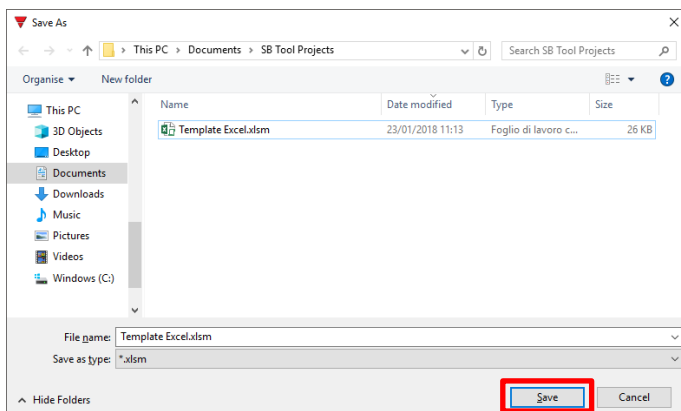 Save As
This PC > Documents > SB Tool Projects
Search SB Tool Projects
Organise
New folder
This PC
3D Objects
Desktop
Documents
Downloads
Music
Pictures
Videos
Windows (C:)
Name Date modified Type Size
Template Excel.xlsm 23/01/2018 11:13 Foglio di lavoro c... 26 KB
File name: Template Excel.xlsm
Save as type: *.xlsm
Hide Folders
Save
Cancel